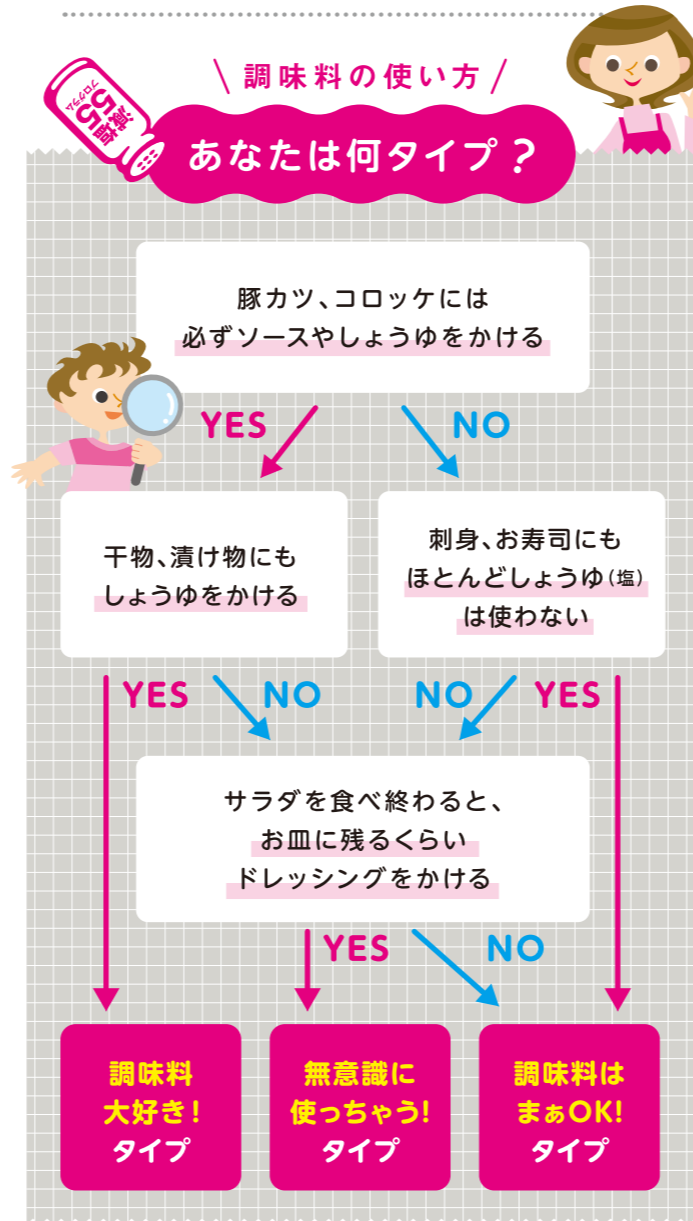 調味料の使い方
減塩
55
プログラム
あなたは何タイプ?
豚カツ、コロッケには
必ずソースやしょうゆをかける
YES
NO
干物、漬け物にも
しょうゆをかける
刺身、お寿司にも
ほとんどしょうゆ(塩)
は使わない
YES
NO
NO
YES
サラダを食べ終わると、
お皿に残るくらい
ドレッシングをかける
YES
NO
調味料
大好き!
タイプ
無意識に
使っちゃう!
タイプ
調味料は
まぁOK!
タイプ